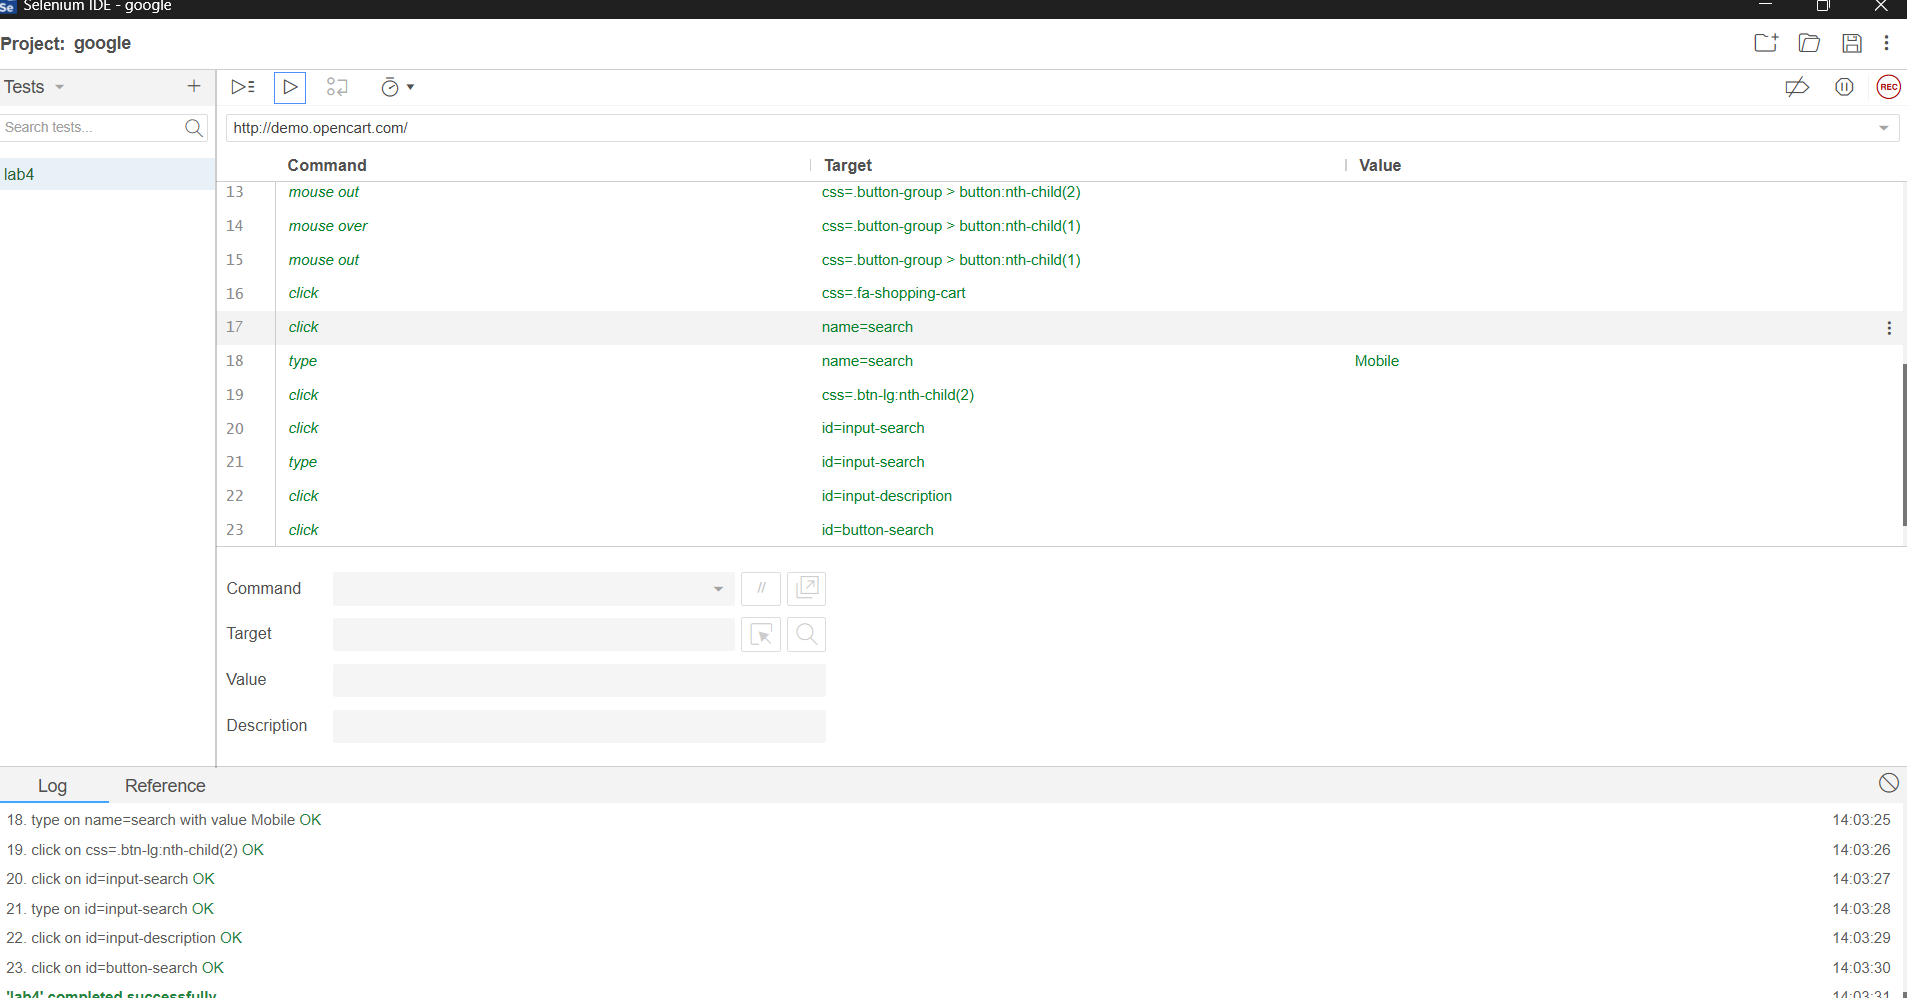 Se Selenium IDE - google
Project: google
Tests
Search tests...
lab4
http://demo.opencart.com/
REC
Command Target Value
13 mouse out css=.button-group > button:nth-child(2)
14 mouse over css=.button-group > button:nth-child(1)
15 mouse out css=.button-group > button:nth-child(1)
16 click css=.fa-shopping-cart
17 click name=search
18 type name=search Mobile
19 click css=.btn-lg:nth-child(2)
20 click id=input-search
21 type id=input-search
22 click id=input-description
23 click id=button-search
Command //
Target
Value
Description
Log Reference
18. type on name=search with value Mobile OK 14:03:25
19. click on css=.btn-lg:nth-child(2) OK 14:03:26
20. click on id=input-search OK 14:03:27
21. type on id=input-search OK 14:03:28
22. click on id=input-description OK 14:03:29
23. click on id=button-search OK 14:03:30
'lab4' completed successfully 14:03:31